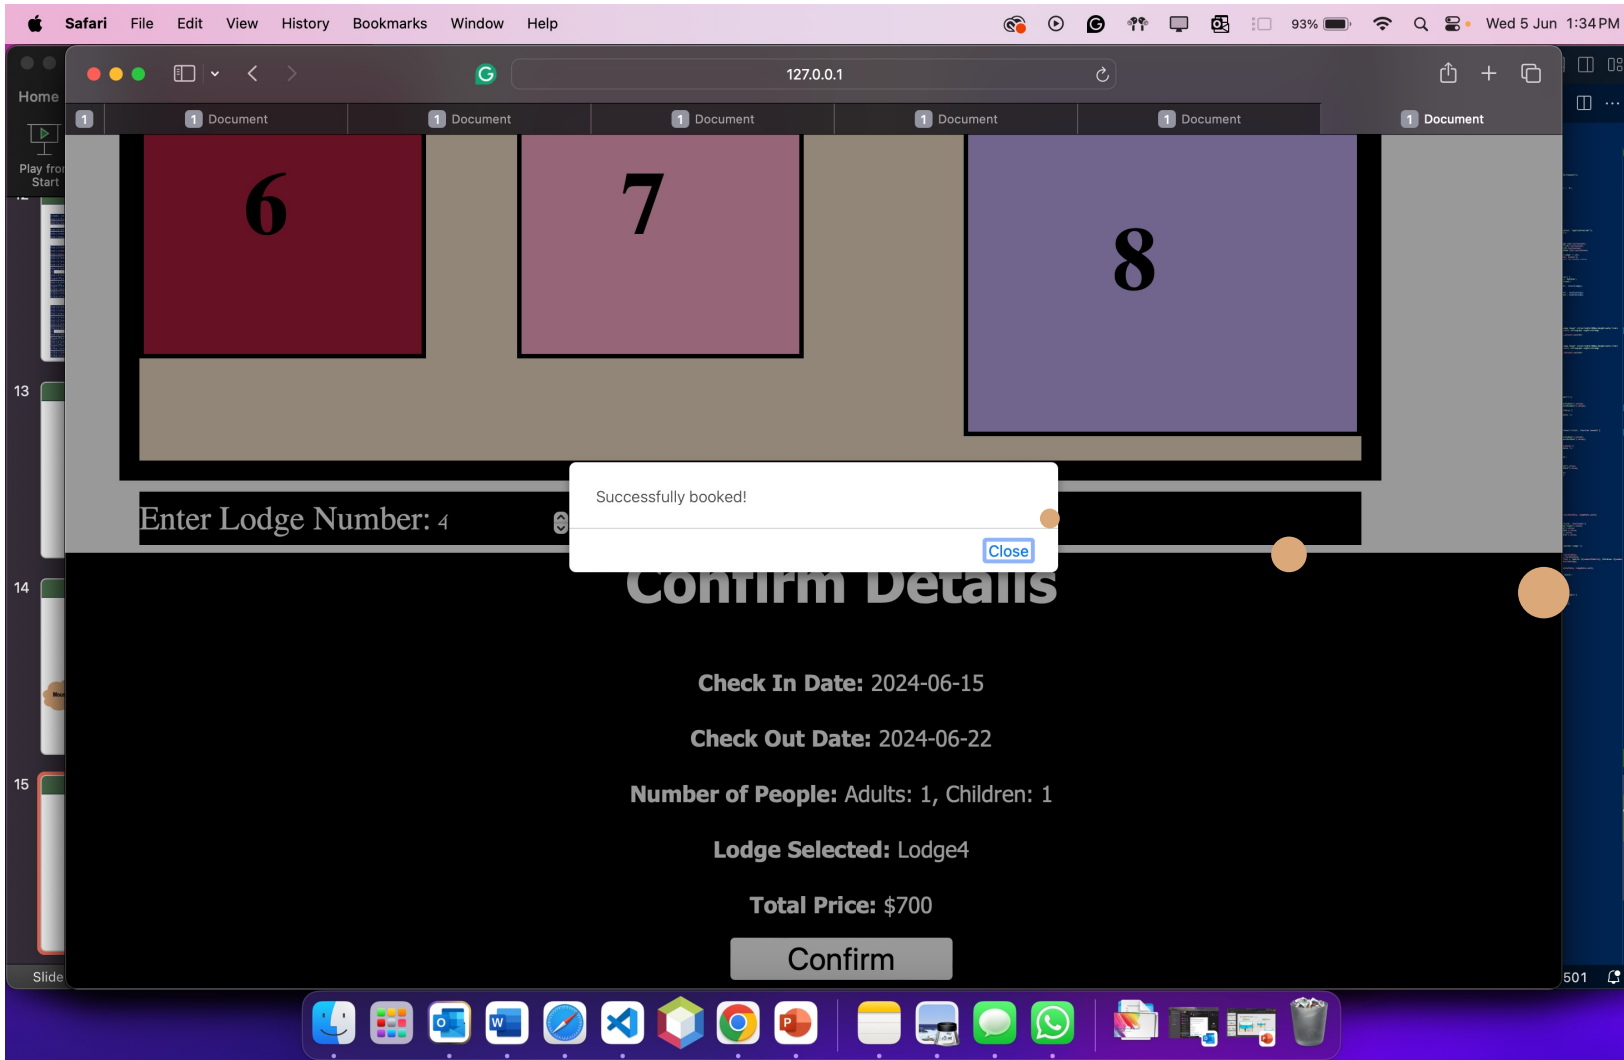 Safari File Edit View History Bookmarks Window Help 93% Wed 5 Jun 1:34 PM
Home
127.0.0.1
1 1 Document 1 Document 1 Document 1 Document 1 Document 1 Document
Play from
Start
12
6 7 8
13
Successfully booked!
Enter Lodge Number: 4
Close
Confirm Details
14
Check In Date: 2024-06-15
Check Out Date: 2024-06-22
15
Number of People: Adults: 1, Children: 1
Lodge Selected: Lodge4
Total Price: $700
Confirm
Slide
501